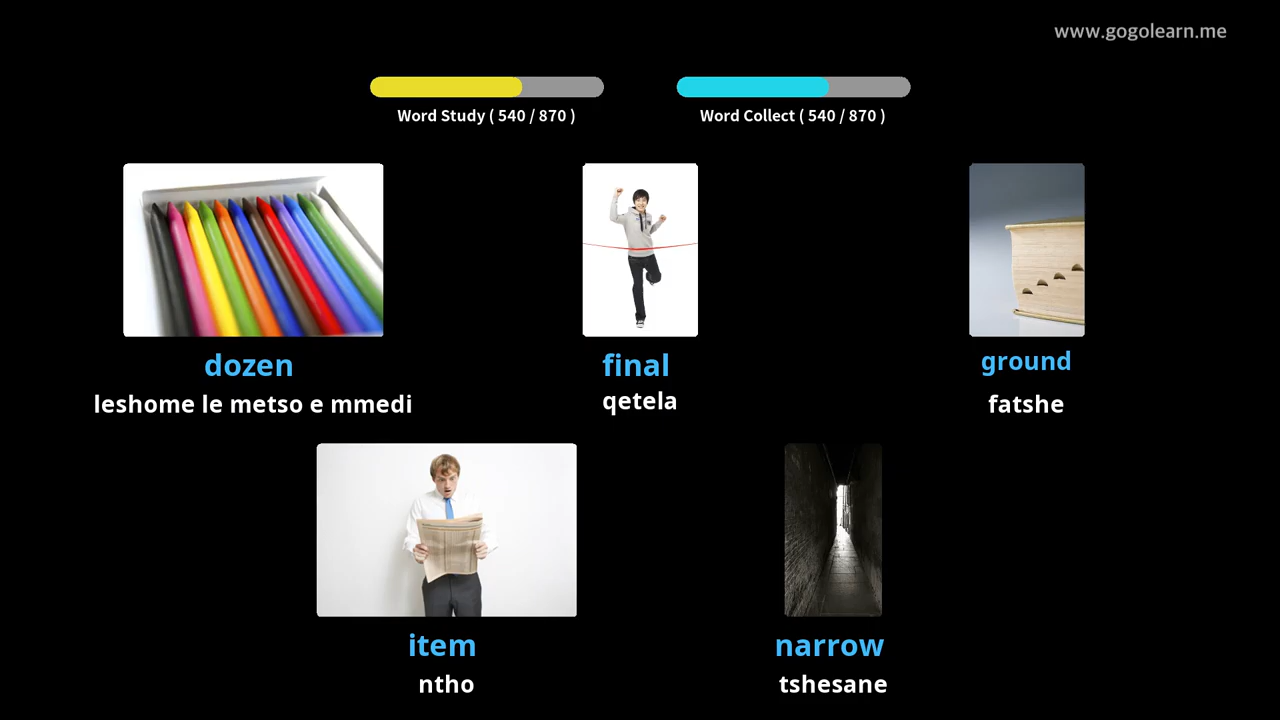 www.gogolearn.me
Word Study ( 540 / 870 )
Word Collect ( 540 / 870 )
dozen
leshome le metso e mmedi
final
qetela
ground
fatshe
item
ntho
narrow
tshesane